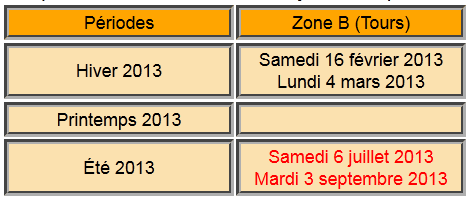 Périodes Zone B (Tours)
Hiver 2013 Samedi 16 février 2013
Lundi 4 mars 2013
Printemps 2013
Été 2013 Samedi 6 juillet 2013
Mardi 3 septembre 2013